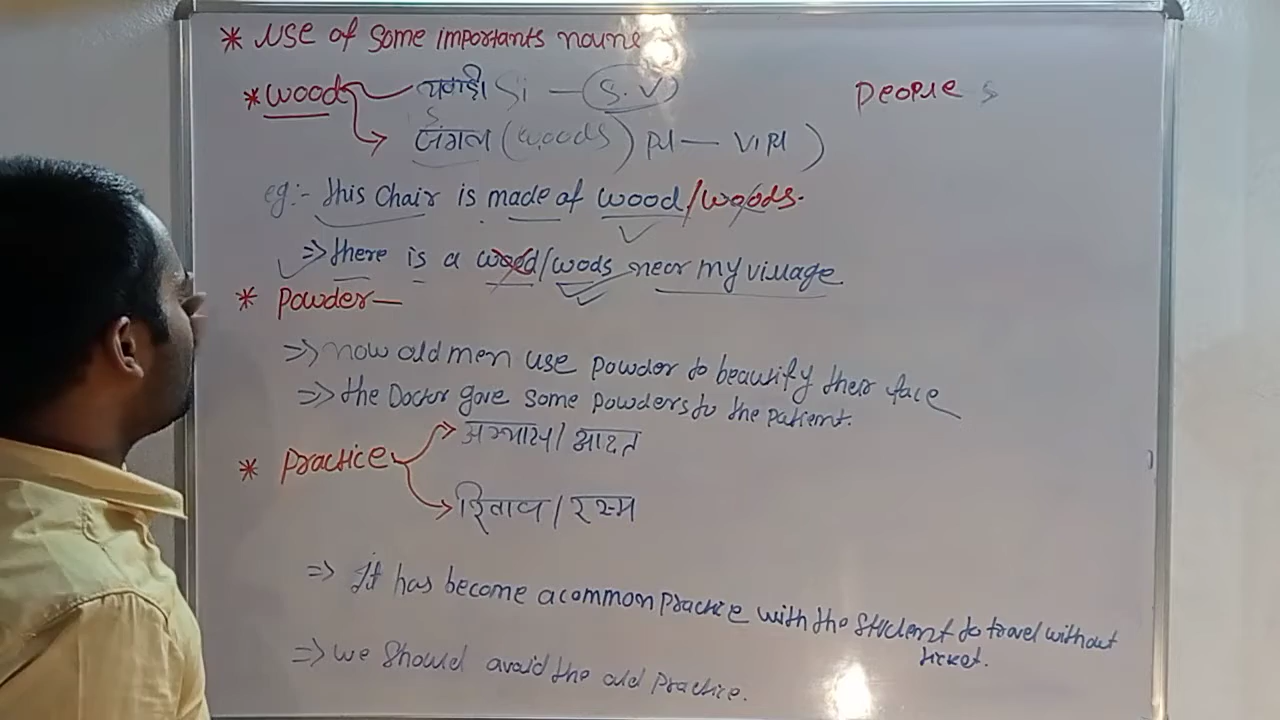 * Use of Some importants noune
* wood लकड़ी Si — S.V
People s
जंगल (woods) Pl — V, Pl )
eg:- this chair is made of wood/woods.
⇒ there is a wood/wods near my village.
* Powder —
⇒ now old men use powder to beautify their face
⇒ the Doctor gave some powders to the patient.
* Practice अभ्यास/आदत
रिवाज/रस्म
⇒ It has become a common practice with the student to travel without ticket.
⇒ we should avoid the old practice.